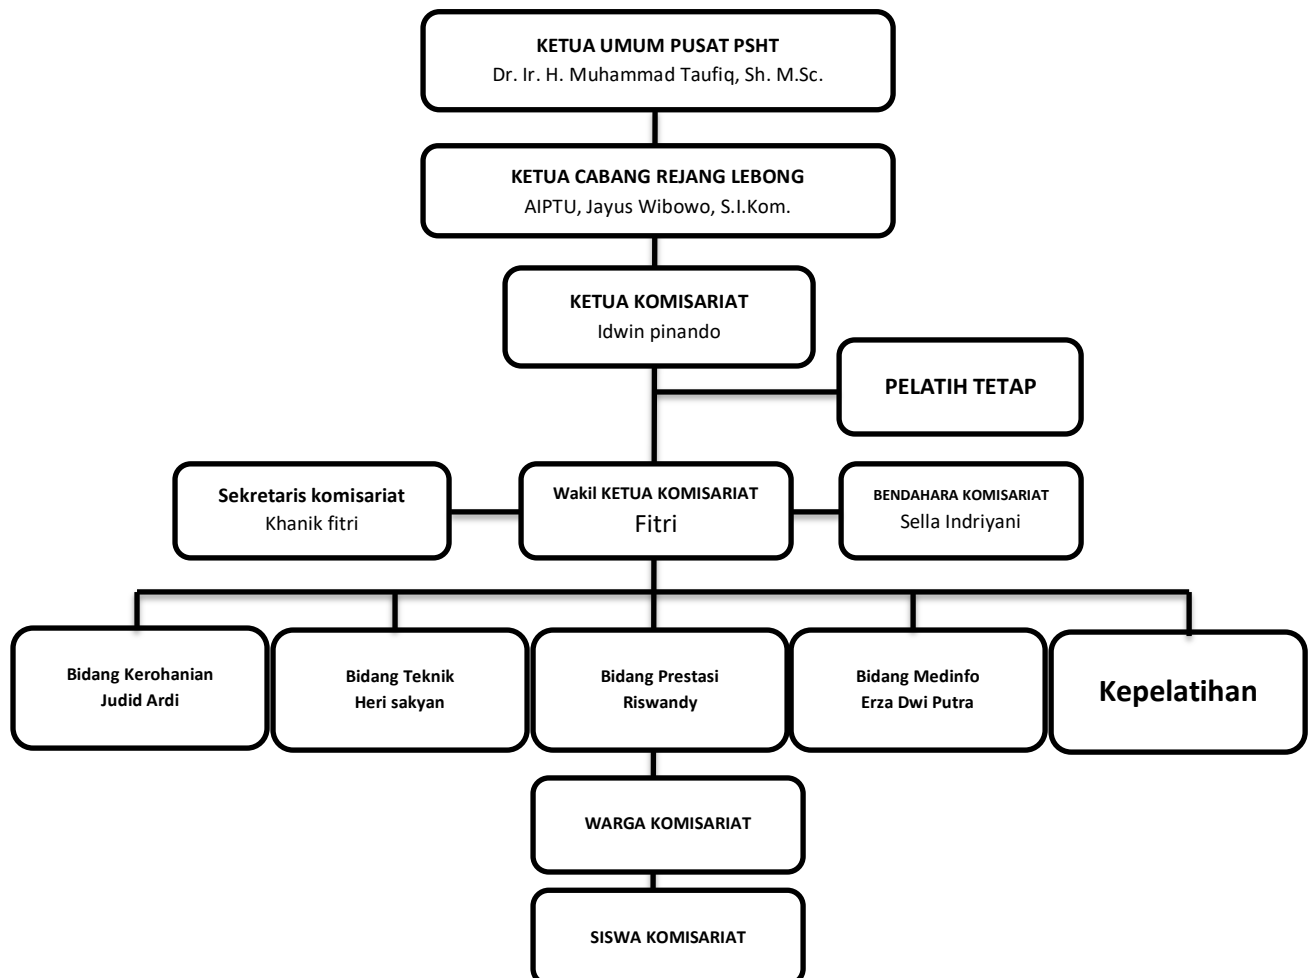 KETUA UMUM PUSAT PSHT
Dr. Ir. H. Muhammad Taufiq, Sh. M.Sc.
KETUA CABANG REJANG LEBONG
AIPTU, Jayus Wibowo, S.I.Kom.
KETUA KOMISARIAT
Idwin pinando
PELATIH TETAP
Sekretaris komisariat
Khanik fitri
Wakil KETUA KOMISARIAT
Fitri
BENDAHARA KOMISARIAT
Sella Indriyani
Bidang Kerohanian
Judid Ardi
Bidang Teknik
Heri sakyan
Bidang Prestasi
Riswandy
Bidang Medinfo
Erza Dwi Putra
Kepelatihan
WARGA KOMISARIAT
SISWA KOMISARIAT